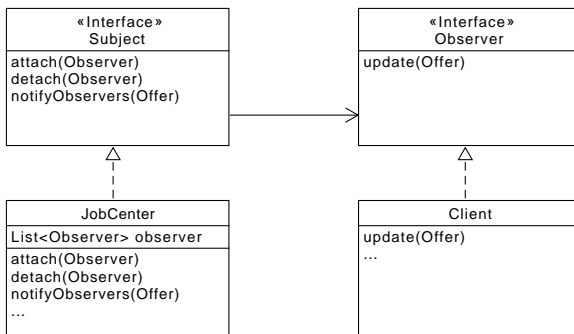 «Interface»
Subject
attach(Observer)
detach(Observer)
notifyObservers(Offer)
«Interface»
Observer
update(Offer)
JobCenter
List<Observer> observer
attach(Observer)
detach(Observer)
notifyObservers(Offer)
...
Client
update(Offer)
...